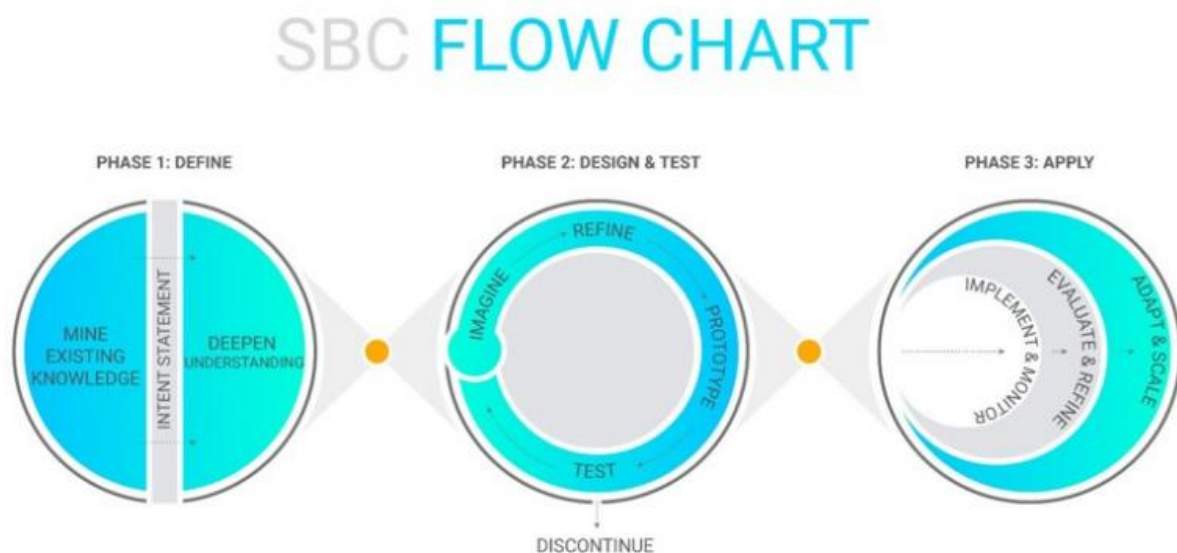 SBC FLOW CHART
PHASE 1: DEFINE
MINE
EXISTING
KNOWLEDGE
INTENT STATEMENT
DEEPEN
UNDERSTANDING
PHASE 2: DESIGN & TEST
IMAGINE
REFINE
PROTOTYPE
TEST
DISCONTINUE
PHASE 3: APPLY
IMPLEMENT & MONITOR
EVALUATE & REFINE
ADAPT & SCALE